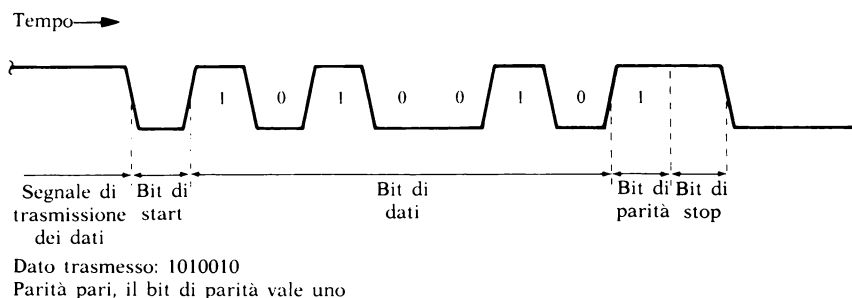 Tempo
1 0 1 0 0 1 0 1
Segnale di trasmissione dei dati
Bit di start
Bit di dati
Bit di parità
Bit di stop
Dato trasmesso: 1010010
Parità pari, il bit di parità vale uno